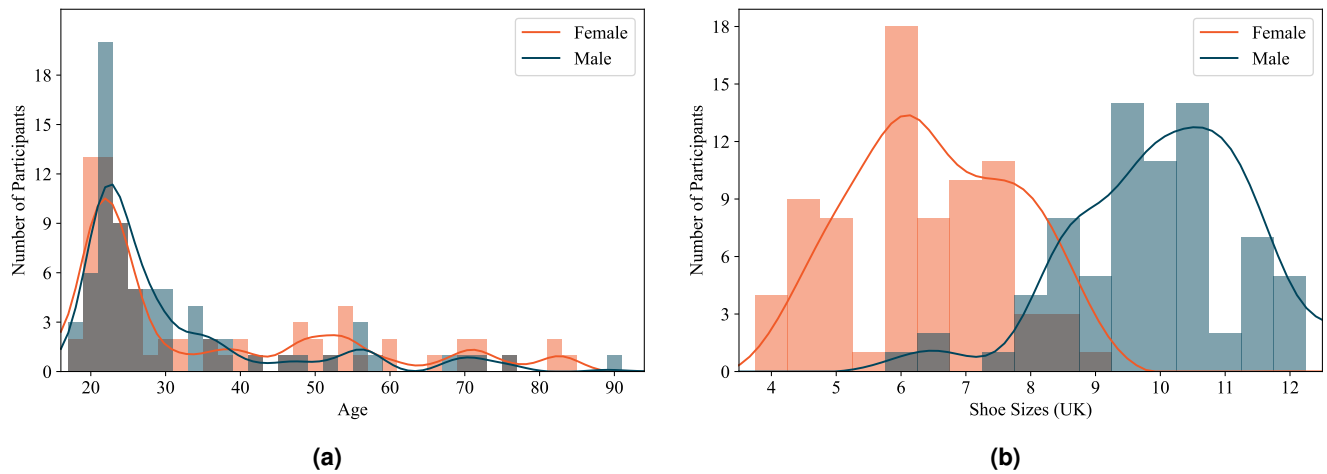 Female
Male
Number of Participants
18
15
12
9
6
3
0
20 30 40 50 60 70 80 90
Age
(a)
Female
Male
Number of Participants
18
15
12
9
6
3
0
4 5 6 7 8 9 10 11 12
Shoe Sizes (UK)
(b)